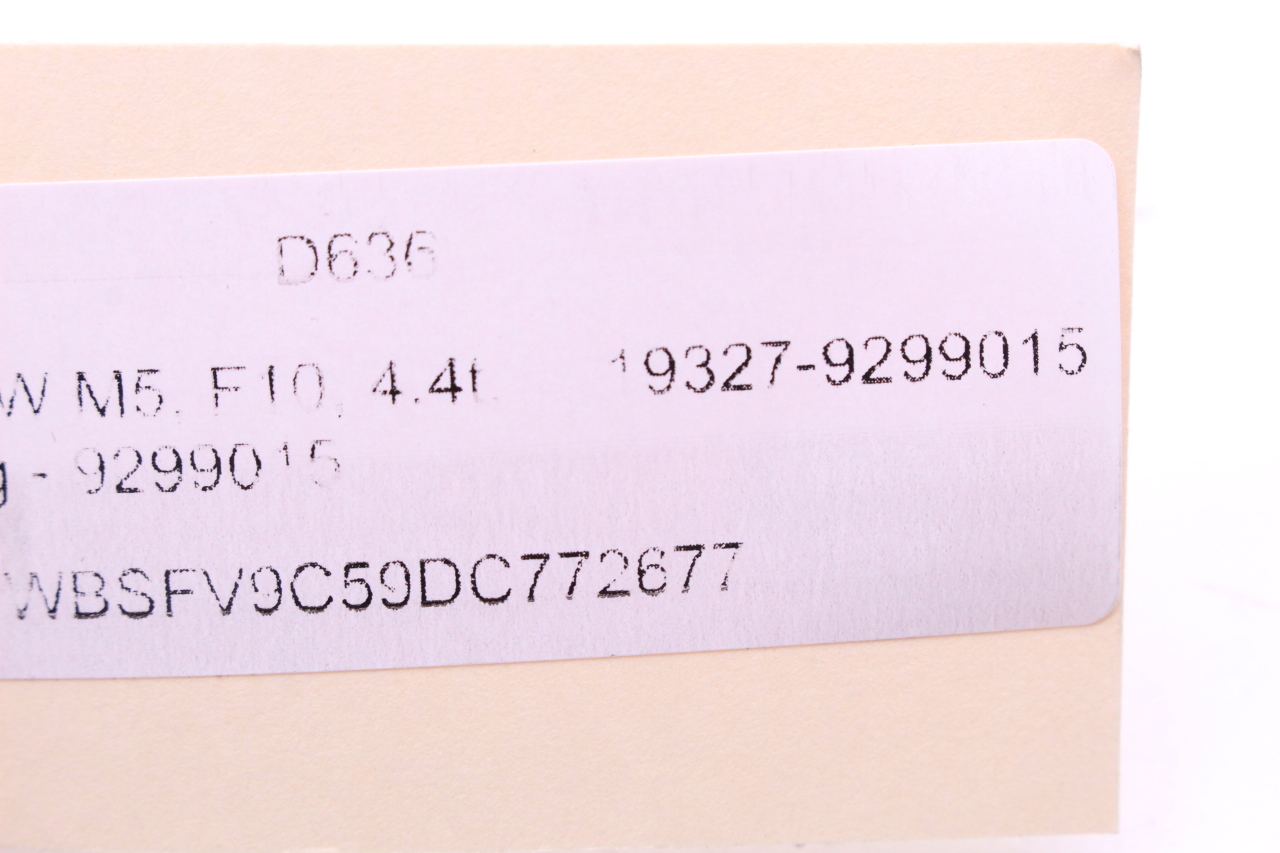 D636
W M5, F10, 4.4t 19327-9299015
g - 9299015
WBSFV9C59DC772677